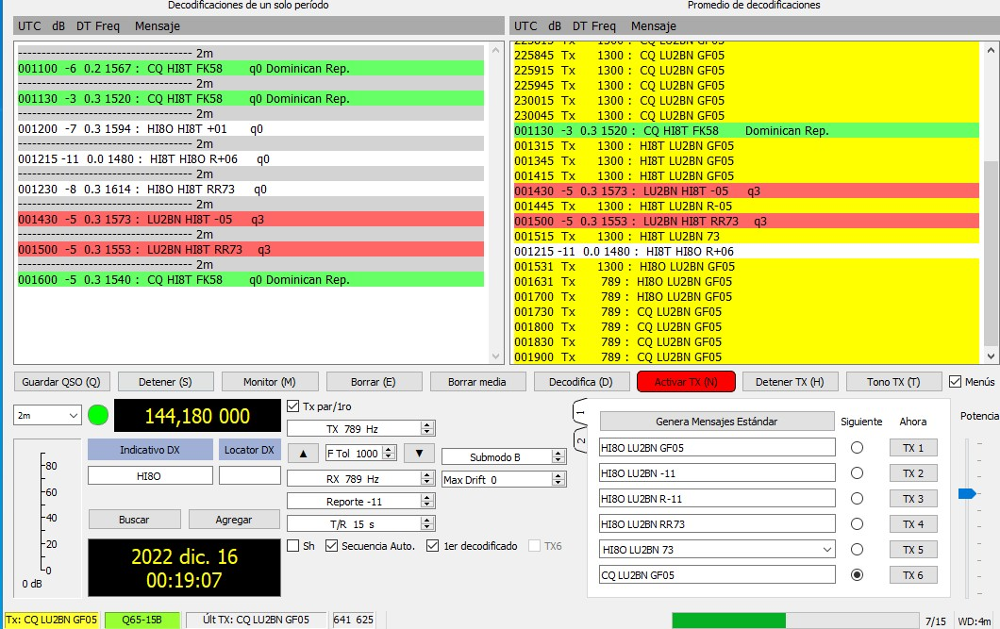 Decodificaciones de un solo período
UTC dB DT Freq Mensaje
------------------------------ 2m
001100 -6 0.2 1567 : CQ HI8T FK58 q0 Dominican Rep.
------------------------------ 2m
001130 -3 0.3 1520 : CQ HI8T FK58 q0 Dominican Rep.
------------------------------ 2m
001200 -7 0.3 1594 : HI8O HI8T +01 q0
------------------------------ 2m
001215 -11 0.0 1480 : HI8T HI8O R+06 q0
------------------------------ 2m
001230 -8 0.3 1614 : HI8O HI8T RR73 q0
------------------------------ 2m
001430 -5 0.3 1573 : LU2BN HI8T -05 q3
------------------------------ 2m
001500 -5 0.3 1553 : LU2BN HI8T RR73 q3
------------------------------ 2m
001600 -5 0.3 1540 : CQ HI8T FK58 q0 Dominican Rep.
Promedio de decodificaciones
UTC dB DT Freq Mensaje
225815 Tx 1300 : CQ LU2BN GF05
225845 Tx 1300 : CQ LU2BN GF05
225915 Tx 1300 : CQ LU2BN GF05
225945 Tx 1300 : CQ LU2BN GF05
230015 Tx 1300 : CQ LU2BN GF05
230045 Tx 1300 : CQ LU2BN GF05
001130 -3 0.3 1520 : CQ HI8T FK58 Dominican Rep.
001315 Tx 1300 : HI8T LU2BN GF05
001345 Tx 1300 : HI8T LU2BN GF05
001415 Tx 1300 : HI8T LU2BN GF05
001430 -5 0.3 1573 : LU2BN HI8T -05 q3
001445 Tx 1300 : HI8T LU2BN R-05
001500 -5 0.3 1553 : LU2BN HI8T RR73 q3
001515 Tx 1300 : HI8T LU2BN 73
001215 -11 0.0 1480 : HI8T HI8O R+06
001531 Tx 1300 : HI8O LU2BN GF05
001631 Tx 789 : HI8O LU2BN GF05
001700 Tx 789 : HI8O LU2BN GF05
001730 Tx 789 : CQ LU2BN GF05
001800 Tx 789 : CQ LU2BN GF05
001830 Tx 789 : CQ LU2BN GF05
001900 Tx 789 : CQ LU2BN GF05
Guardar QSO (Q) Detener (S) Monitor (M) Borrar (E) Borrar media Decodifica (D) Activar TX (N) Detener TX (H) Tono TX (T) Menús
2m
144,180 000
Indicativo DX Locator DX
HI8O
Buscar Agregar
2022 dic. 16
00:19:07
80
60
40
20
0
0 dB
Tx par/1ro
TX 789 Hz
F Tol 1000
RX 789 Hz
Reporte -11
T/R 15 s
Submodo B
Max Drift 0
Sh Secuencia Auto. 1er decodificado TX6
1
2
Genera Mensajes Estándar Siguiente Ahora
HI8O LU2BN GF05 TX 1
HI8O LU2BN -11 TX 2
HI8O LU2BN R-11 TX 3
HI8O LU2BN RR73 TX 4
HI8O LU2BN 73 TX 5
CQ LU2BN GF05 TX 6
Potencia
Tx: CQ LU2BN GF05 Q65-15B Últ TX: CQ LU2BN GF05 641 625 7/15 WD:4m